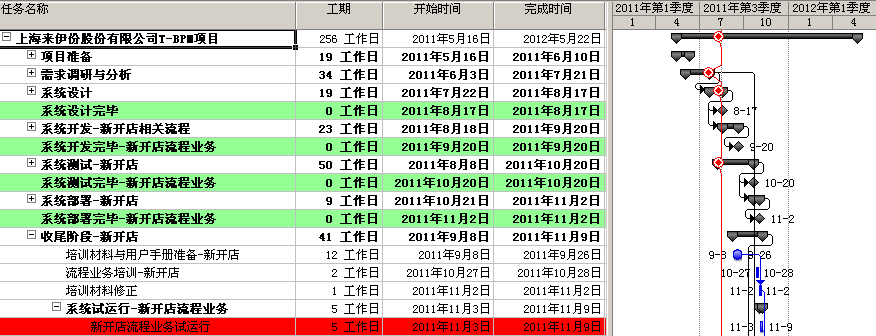 任务名称 工期 开始时间 完成时间 2011年第1季度 2011年第3季度 2012年第1季度
1 4 7 10 1 4
上海来伊份股份有限公司T-BPM项目 256 工作日 2011年5月16日 2012年5月22日
项目准备 19 工作日 2011年5月16日 2011年6月10日
需求调研与分析 34 工作日 2011年6月3日 2011年7月21日
系统设计 19 工作日 2011年7月22日 2011年8月17日
系统设计完毕 0 工作日 2011年8月17日 2011年8月17日 8-17
系统开发-新开店相关流程 23 工作日 2011年8月18日 2011年9月20日
系统开发完毕-新开店流程业务 0 工作日 2011年9月20日 2011年9月20日 9-20
系统测试-新开店 50 工作日 2011年8月8日 2011年10月20日
系统测试完毕-新开店流程业务 0 工作日 2011年10月20日 2011年10月20日 10-20
系统部署-新开店 9 工作日 2011年10月21日 2011年11月2日
系统部署完毕-新开店流程业务 0 工作日 2011年11月2日 2011年11月2日 11-2
收尾阶段-新开店 41 工作日 2011年9月8日 2011年11月9日
培训材料与用户手册准备-新开店 12 工作日 2011年9月8日 2011年9月26日 9-8 9-26
流程业务培训-新开店 2 工作日 2011年10月27日 2011年10月28日 10-27 10-28
培训材料修正 1 工作日 2011年11月2日 2011年11月2日 11-2 11-2
系统试运行-新开店流程业务 5 工作日 2011年11月3日 2011年11月9日
新开店流程业务试运行 5 工作日 2011年11月3日 2011年11月9日 11-3 11-9